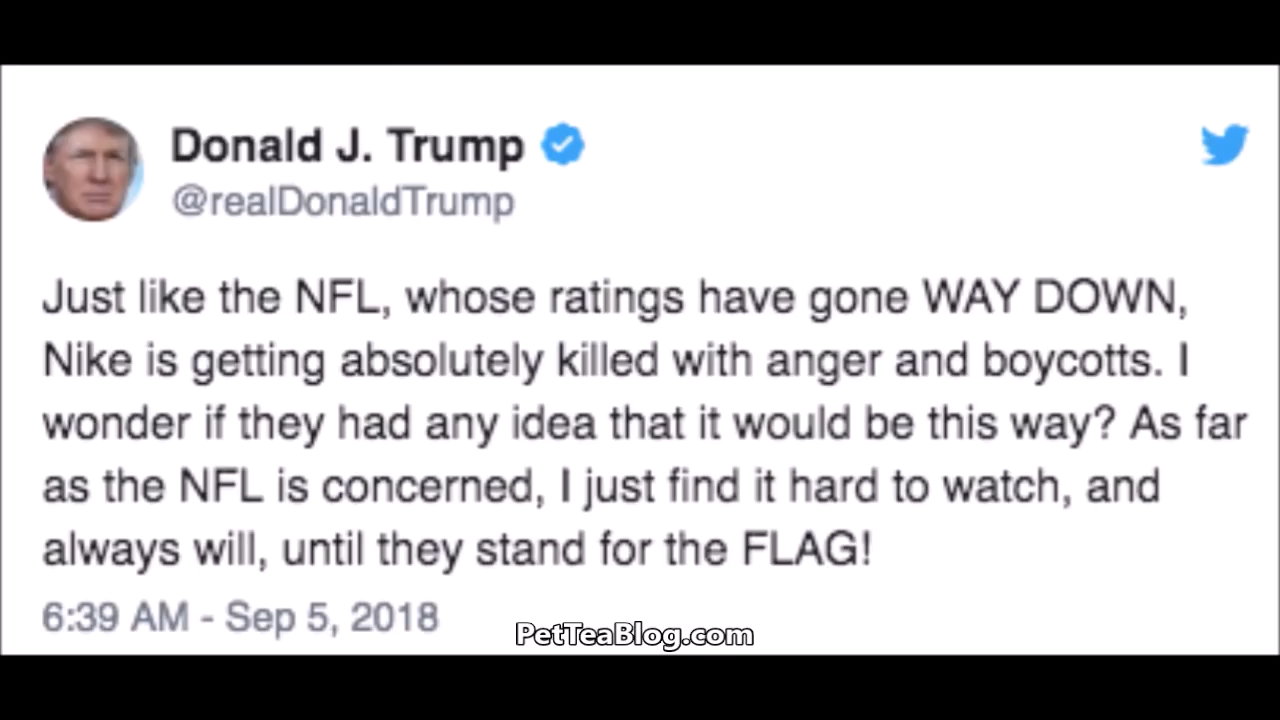 Donald J. Trump
@realDonaldTrump
Just like the NFL, whose ratings have gone WAY DOWN,
Nike is getting absolutely killed with anger and boycotts. I
wonder if they had any idea that it would be this way? As far
as the NFL is concerned, I just find it hard to watch, and
always will, until they stand for the FLAG!
6:39 AM - Sep 5, 2018
PetTeaBlog.com